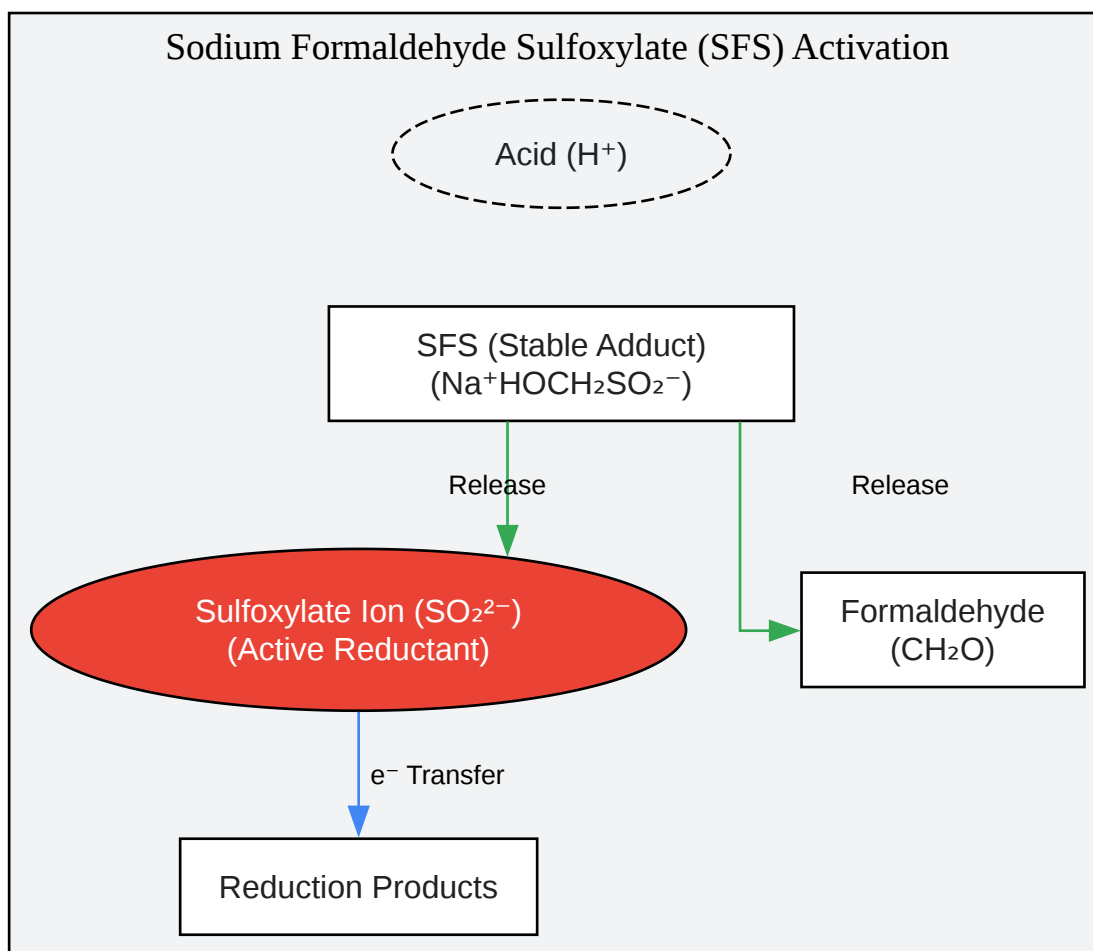 Sodium Formaldehyde Sulfoxylate (SFS) Activation
Acid (H⁺)
SFS (Stable Adduct)
(Na⁺HOCH₂SO₂⁻)
Release
Release
Sulfoxylate Ion (SO₂²⁻)
(Active Reductant)
Formaldehyde
(CH₂O)
e⁻ Transfer
Reduction Products